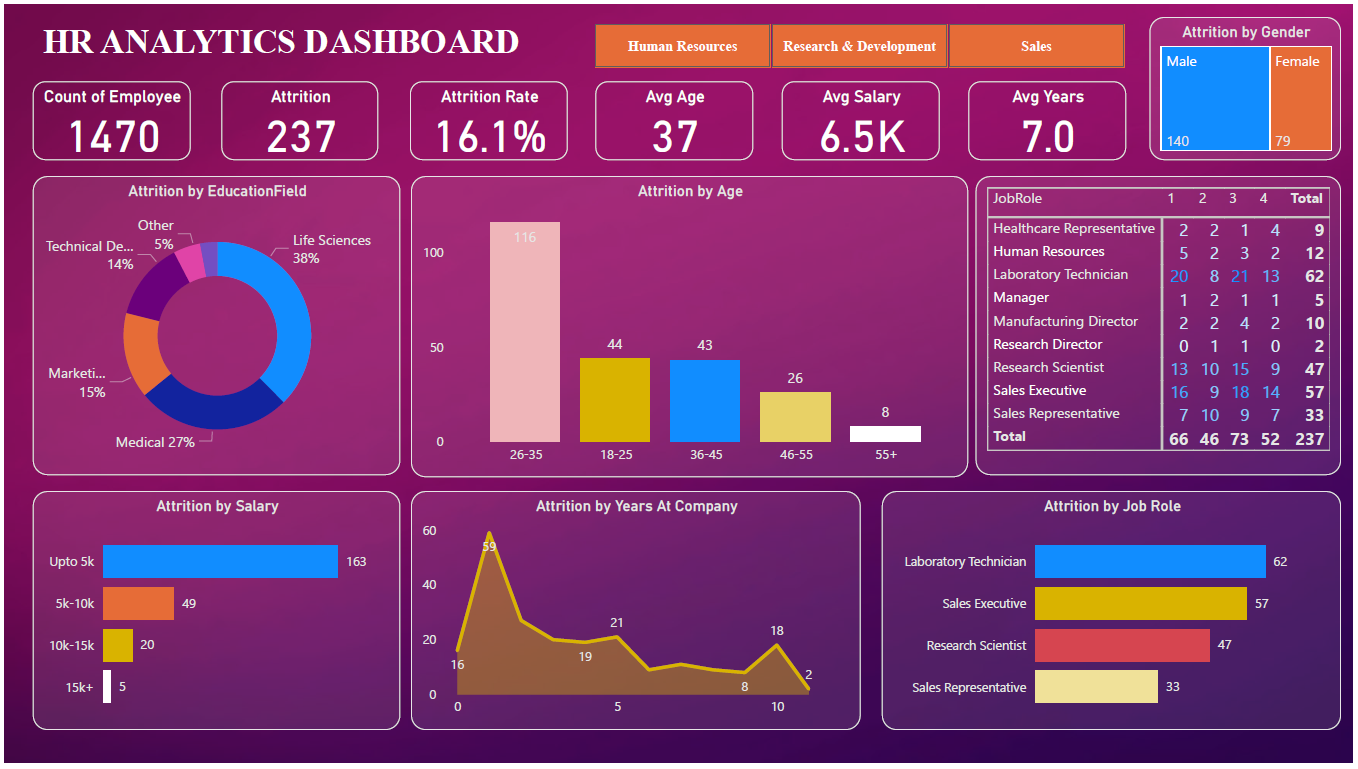 HR ANALYTICS DASHBOARD
Human Resources
Research & Development
Sales
Attrition by Gender
Male
Female
140
79
Count of Employee
1470
Attrition
237
Attrition Rate
16.1%
Avg Age
37
Avg Salary
6.5K
Avg Years
7.0
Attrition by EducationField
Other
5%
Technical De...
14%
Life Sciences
38%
Marketi...
15%
Medical 27%
Attrition by Age
100
50
0
116
44
43
26
8
26-35
18-25
36-45
46-55
55+
JobRole 1 2 3 4 Total
Healthcare Representative 2 2 1 4 9
Human Resources 5 2 3 2 12
Laboratory Technician 20 8 21 13 62
Manager 1 2 1 1 5
Manufacturing Director 2 2 4 2 10
Research Director 0 1 1 0 2
Research Scientist 13 10 15 9 47
Sales Executive 16 9 18 14 57
Sales Representative 7 10 9 7 33
Total 66 46 73 52 237
Attrition by Salary
Upto 5k 163
5k-10k 49
10k-15k 20
15k+ 5
Attrition by Years At Company
60
40
20
0
16
59
19
21
8
18
2
0
5
10
Attrition by Job Role
Laboratory Technician 62
Sales Executive 57
Research Scientist 47
Sales Representative 33